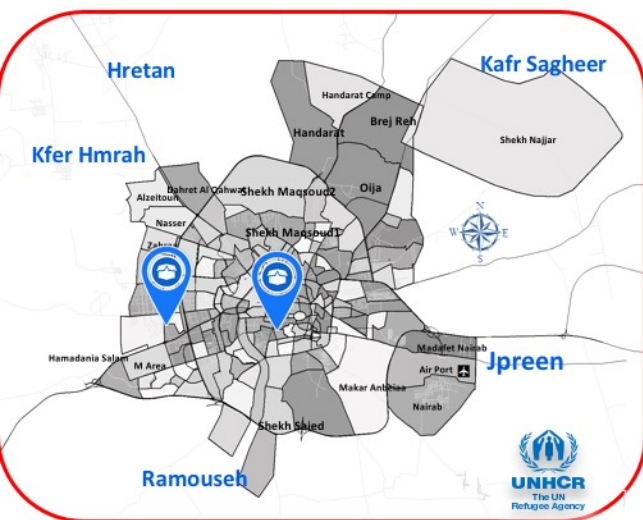 Hretan
Kafr Sagheer
Handarat Camp
Brej Reh
Handarat
Shekh Najjar
Kfer Hmrah
Dahret Al Qahwah
Shekh Maqsoud2
Oija
Alzeitoun
Nasser
Shekh Maqsoud1
N
W
E
S
Hamadania Salam
M Area
Madafet Nairab
Jpreen
Air Port
Makar Anbeiaa
Nairab
Shekh Saied
Ramouseh
UNHCR
The UN
Refugee Agency